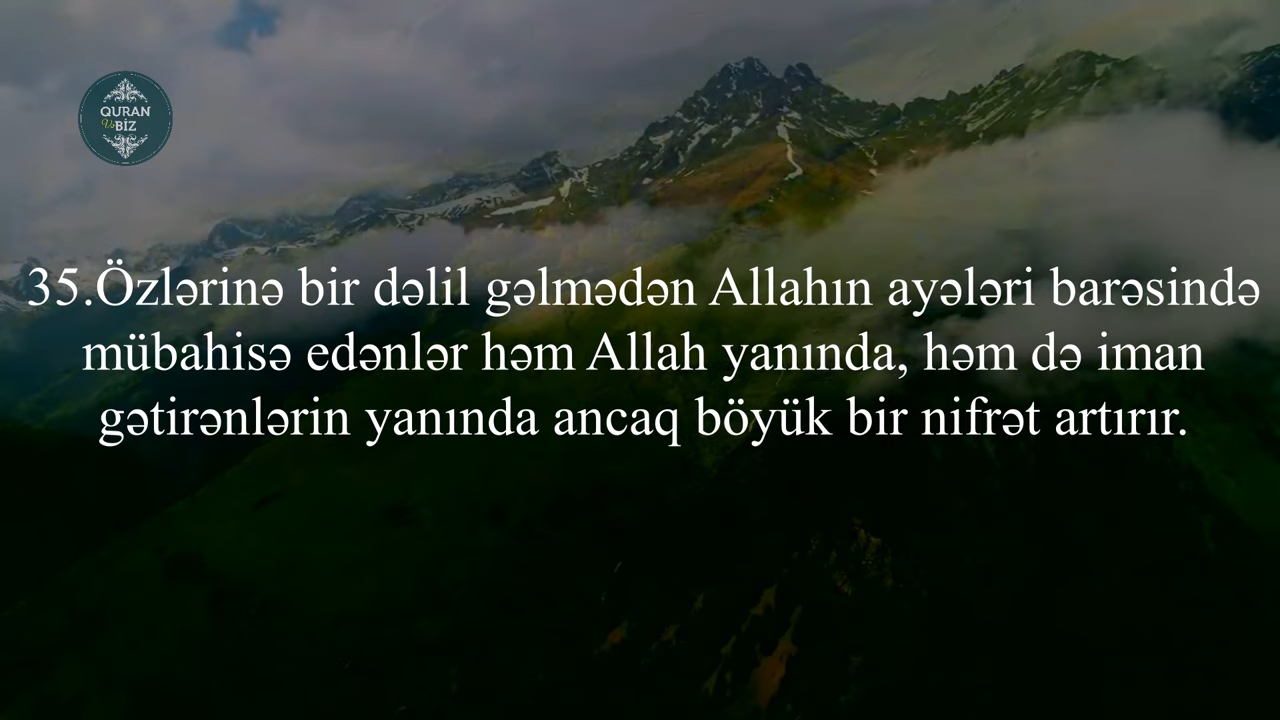 QURAN
Və BİZ
35.Özlərinə bir dəlil gəlmədən Allahın ayələri barəsində
mübahisə edənlər həm Allah yanında, həm də iman
gətirənlərin yanında ancaq böyük bir nifrət artırır.